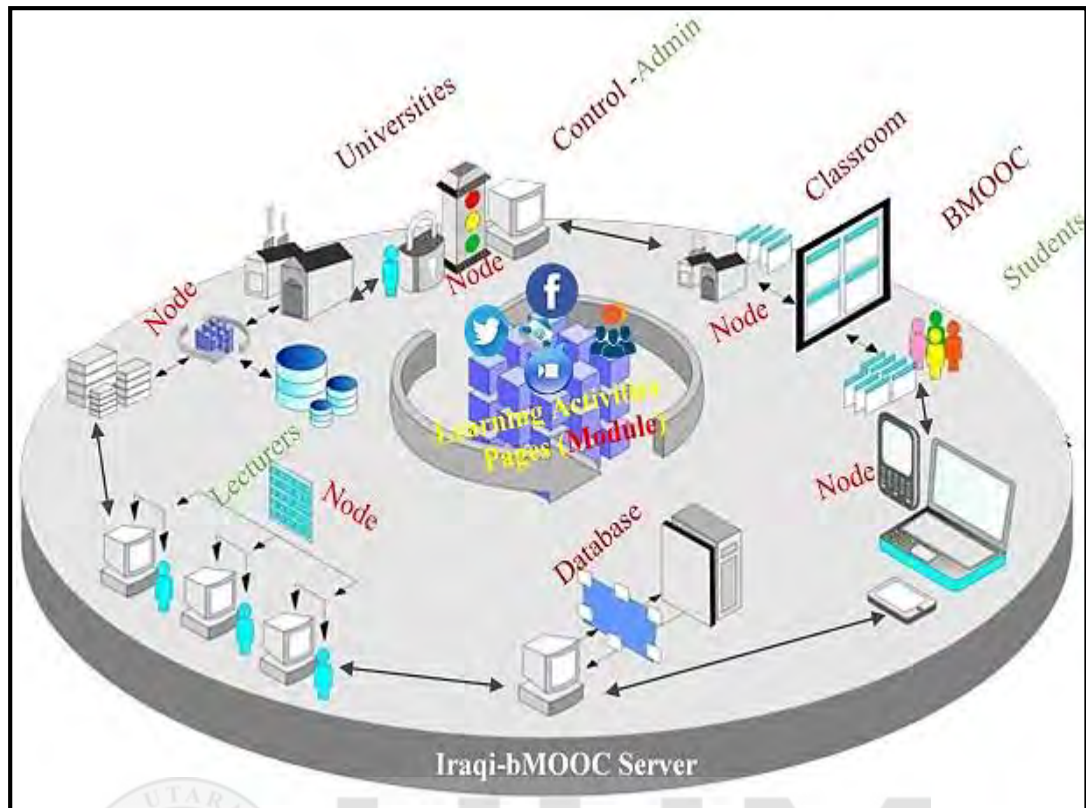 Universities
Control -Admin
Classroom
BMOOC
Students
Node
Node
Node
f
Learning Activities
Pages (Module)
Lecturers
Node
Node
Database
Iraqi-bMOOC Server
UTARA